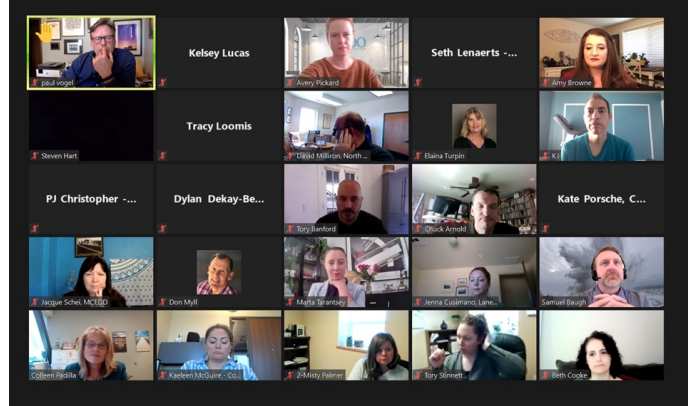 paul vogel
Kelsey Lucas
Avery Pickard
Seth Lenaerts -...
Amy Browne
Steven Hart
Tracy Loomis
David Milliron, North ...
Elaina Turpin
KJ
PJ Christopher -...
Dylan Dekay-Be...
Tory Banford
Chuck Arnold
Kate Porsche, C...
Jacque Schei, MCEDD
Don Myll
Marta Tarantsey
Jenna Cusimano, Lane...
Samuel Baugh
Colleen Padilla
Kaeleen McGuire - Co...
2-Misty Palmer
Tory Stinnett
Beth Cooke